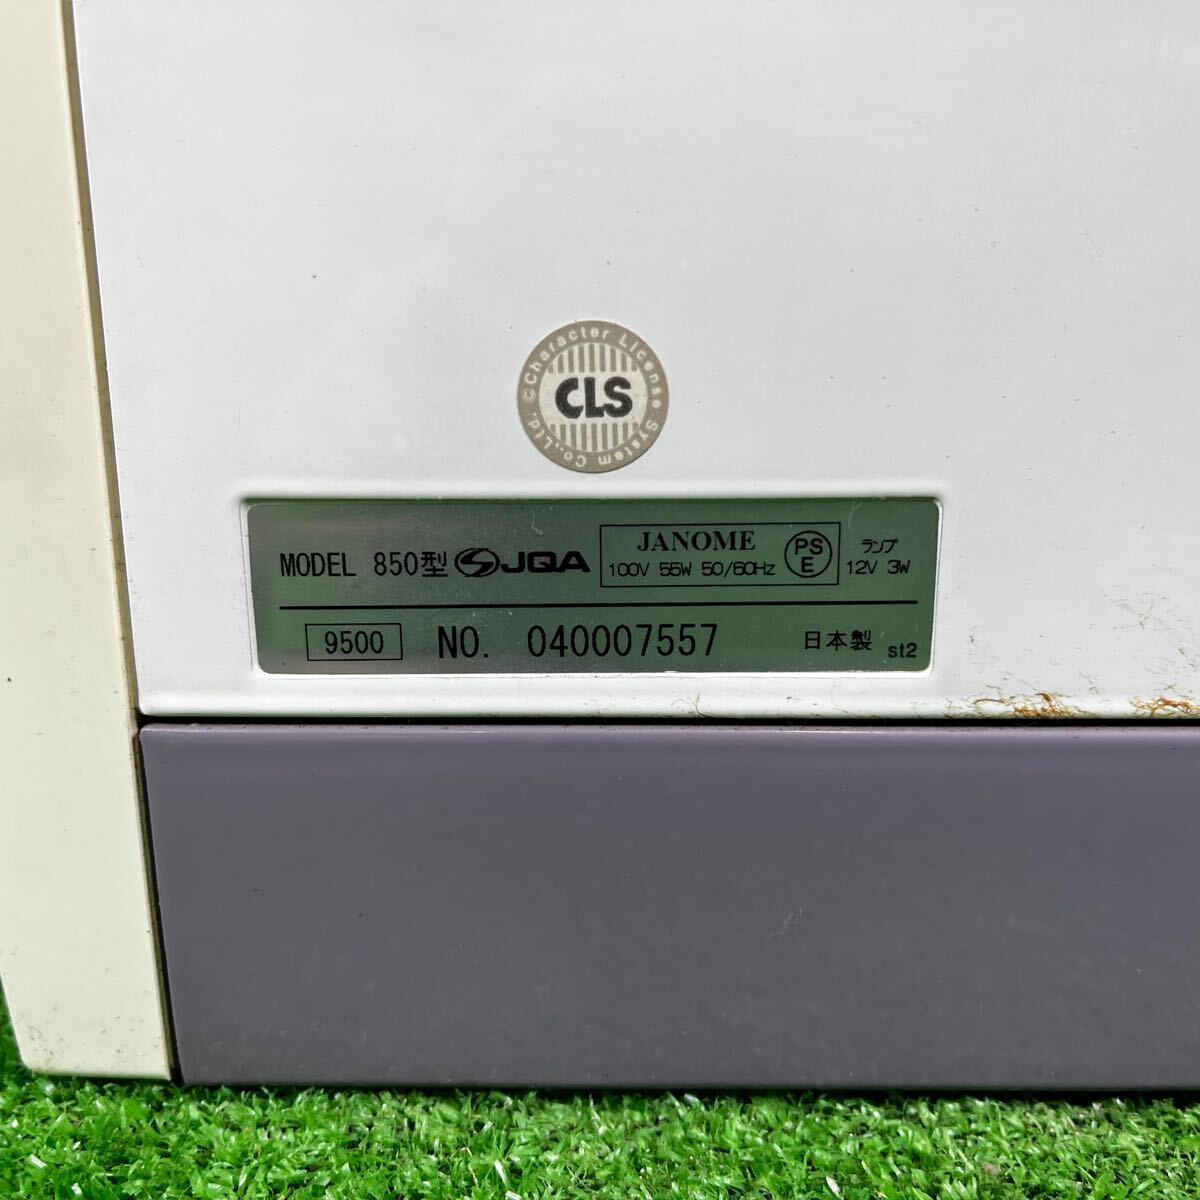 ©Character License System Co.,Ltd.
CLS
MODEL 850型 JQA JANOME PSE ランプ
100V 55W 50/60Hz 12V 3W
9500 NO. 040007557 日本製 st2